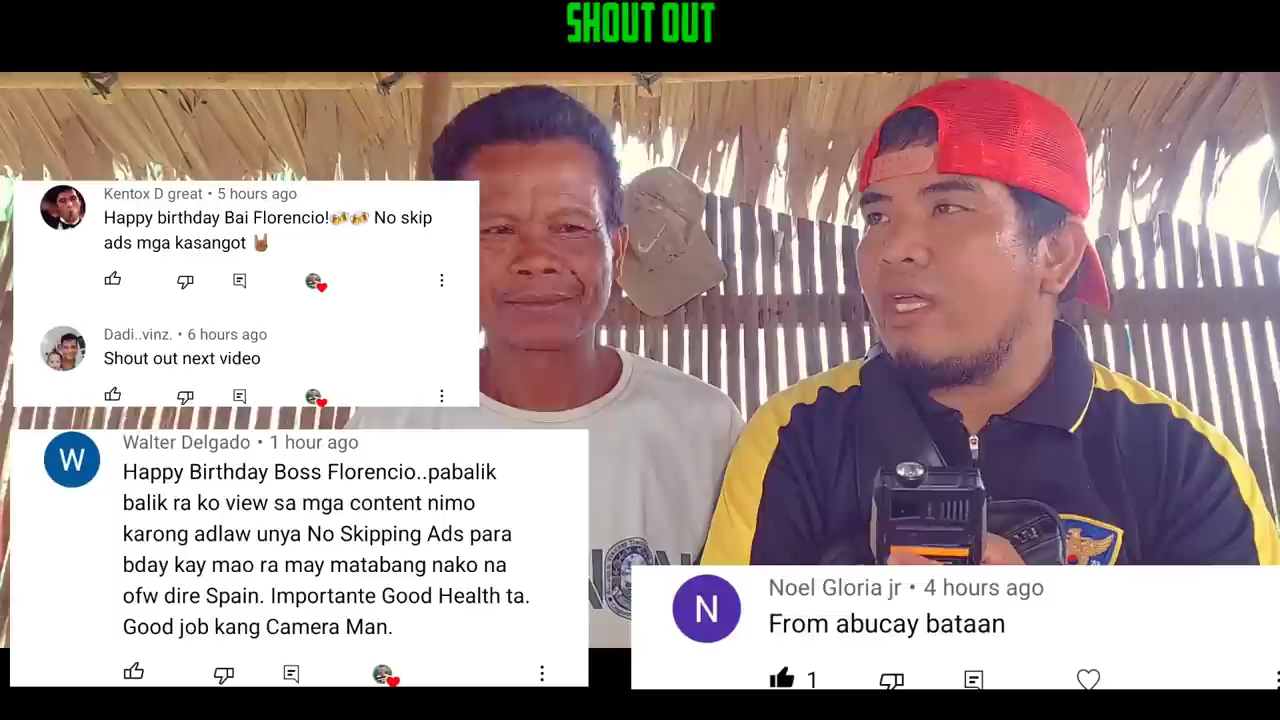 SHOUT OUT
Kentox D great • 5 hours ago
Happy birthday Bai Florencio!🍻🍻 No skip
ads mga kasangot 🤘🏾
Dadi..vinz. • 6 hours ago
Shout out next video
W
Walter Delgado • 1 hour ago
Happy Birthday Boss Florencio..pabalik
balik ra ko view sa mga content nimo
karong adlaw unya No Skipping Ads para
bday kay mao ra may matabang nako na
ofw dire Spain. Importante Good Health ta.
Good job kang Camera Man.
N
Noel Gloria jr • 4 hours ago
From abucay bataan
1